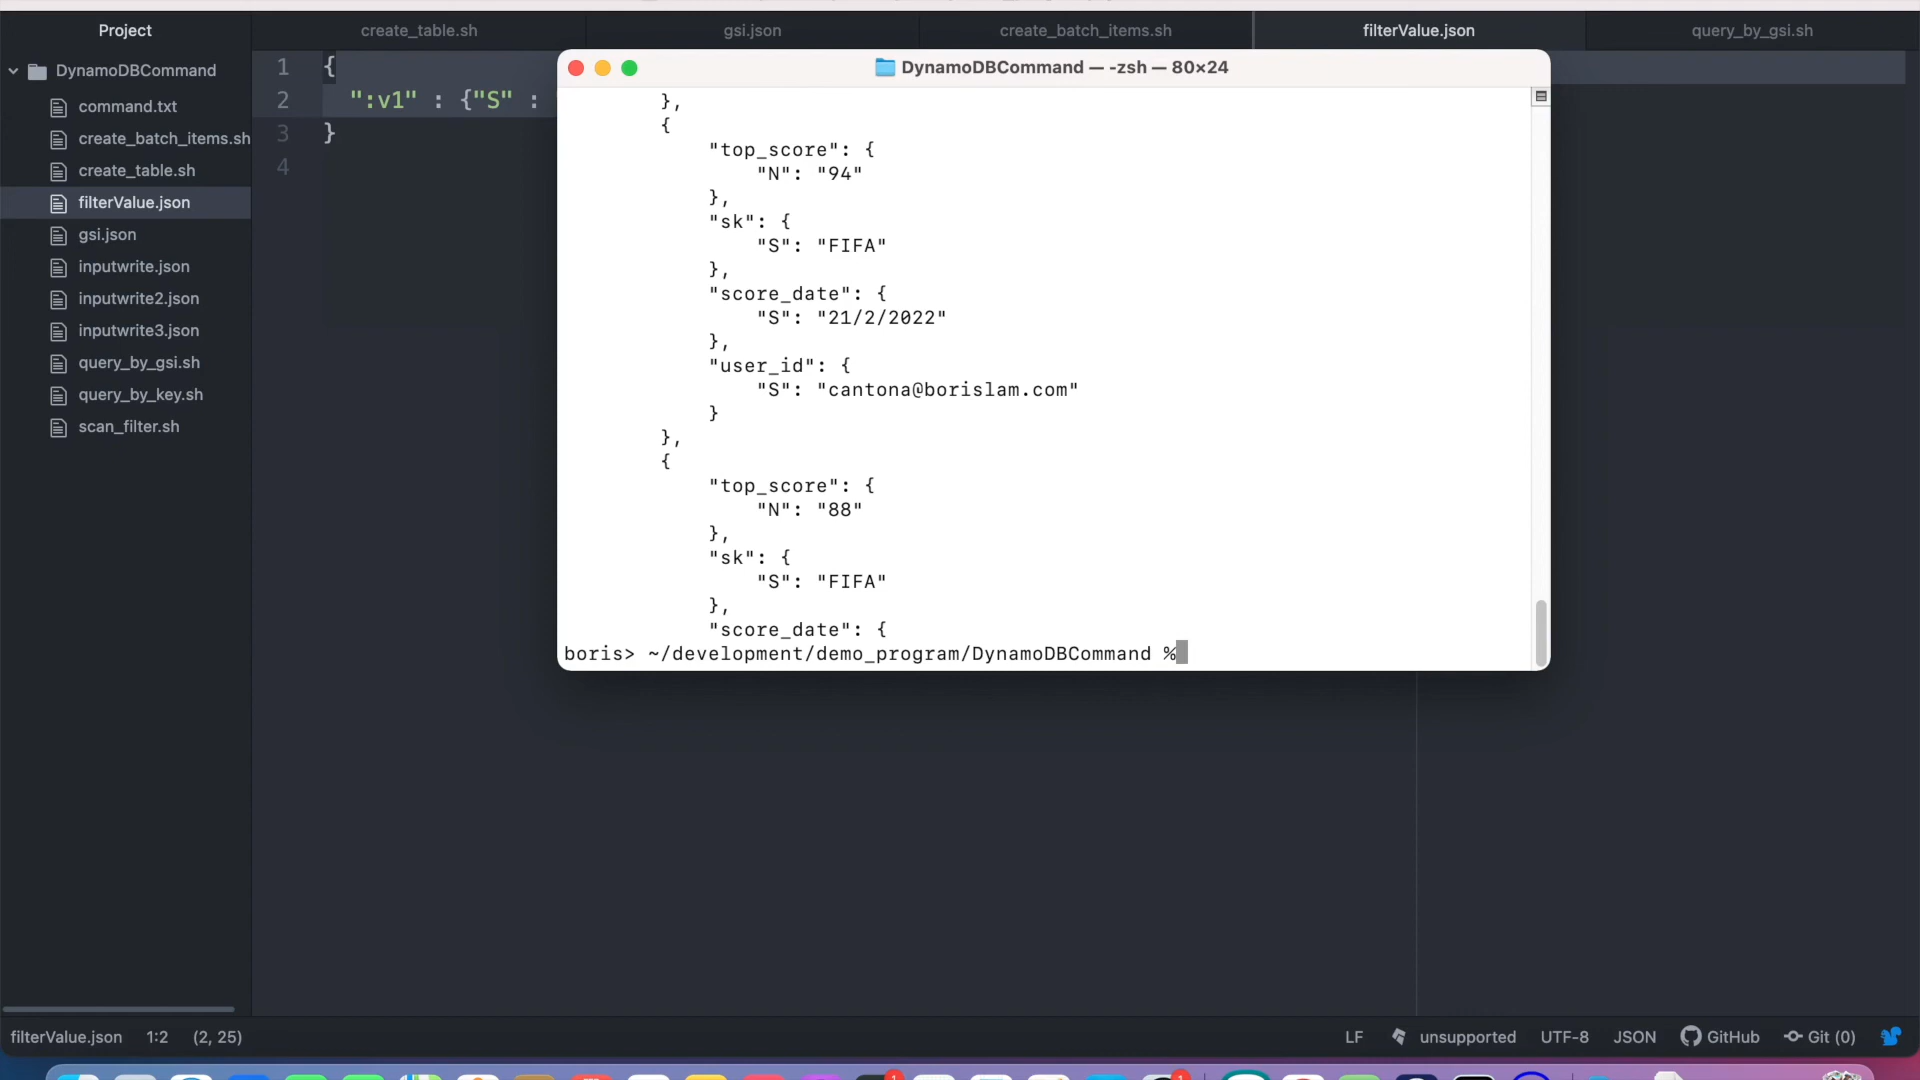 Project
create_table.sh
gsi.json
create_batch_items.sh
filterValue.json
query_by_gsi.sh
DynamoDBCommand
command.txt
create_batch_items.sh
create_table.sh
filterValue.json
gsi.json
inputwrite.json
inputwrite2.json
inputwrite3.json
query_by_gsi.sh
query_by_key.sh
scan_filter.sh
1 {
2 ":v1" : {"S" :
3 }
4
DynamoDBCommand — -zsh — 80×24
},
{
"top_score": {
"N": "94"
},
"sk": {
"S": "FIFA"
},
"score_date": {
"S": "21/2/2022"
},
"user_id": {
"S": "cantona@borislam.com"
}
},
{
"top_score": {
"N": "88"
},
"sk": {
"S": "FIFA"
},
"score_date": {
boris> ~/development/demo_program/DynamoDBCommand %
filterValue.json 1:2 (2, 25)
LF unsupported UTF-8 JSON GitHub Git (0)